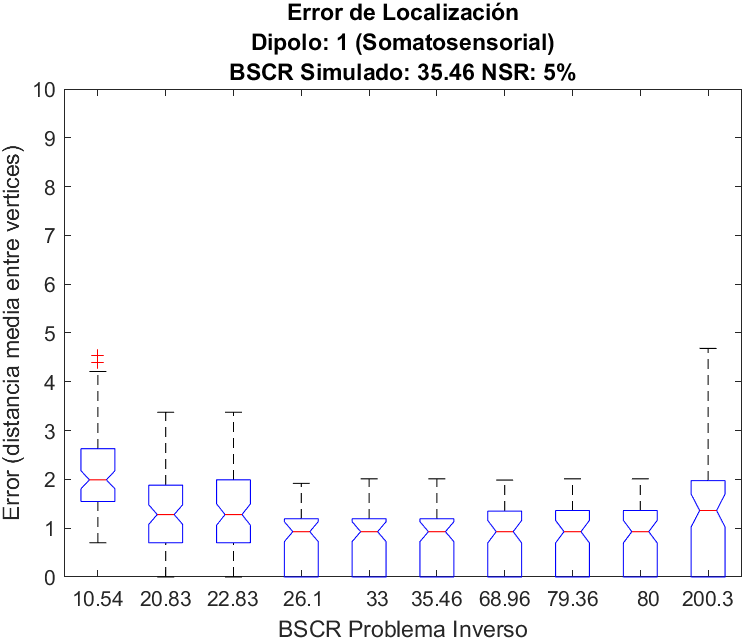 Error de Localización
Dipolo: 1 (Somatosensorial)
BSCR Simulado: 35.46 NSR: 5%
Error (distancia media entre vertices)
10
9
8
7
6
5
4
3
2
1
0
10.54 20.83 22.83 26.1 33 35.46 68.96 79.36 80 200.3
BSCR Problema Inverso